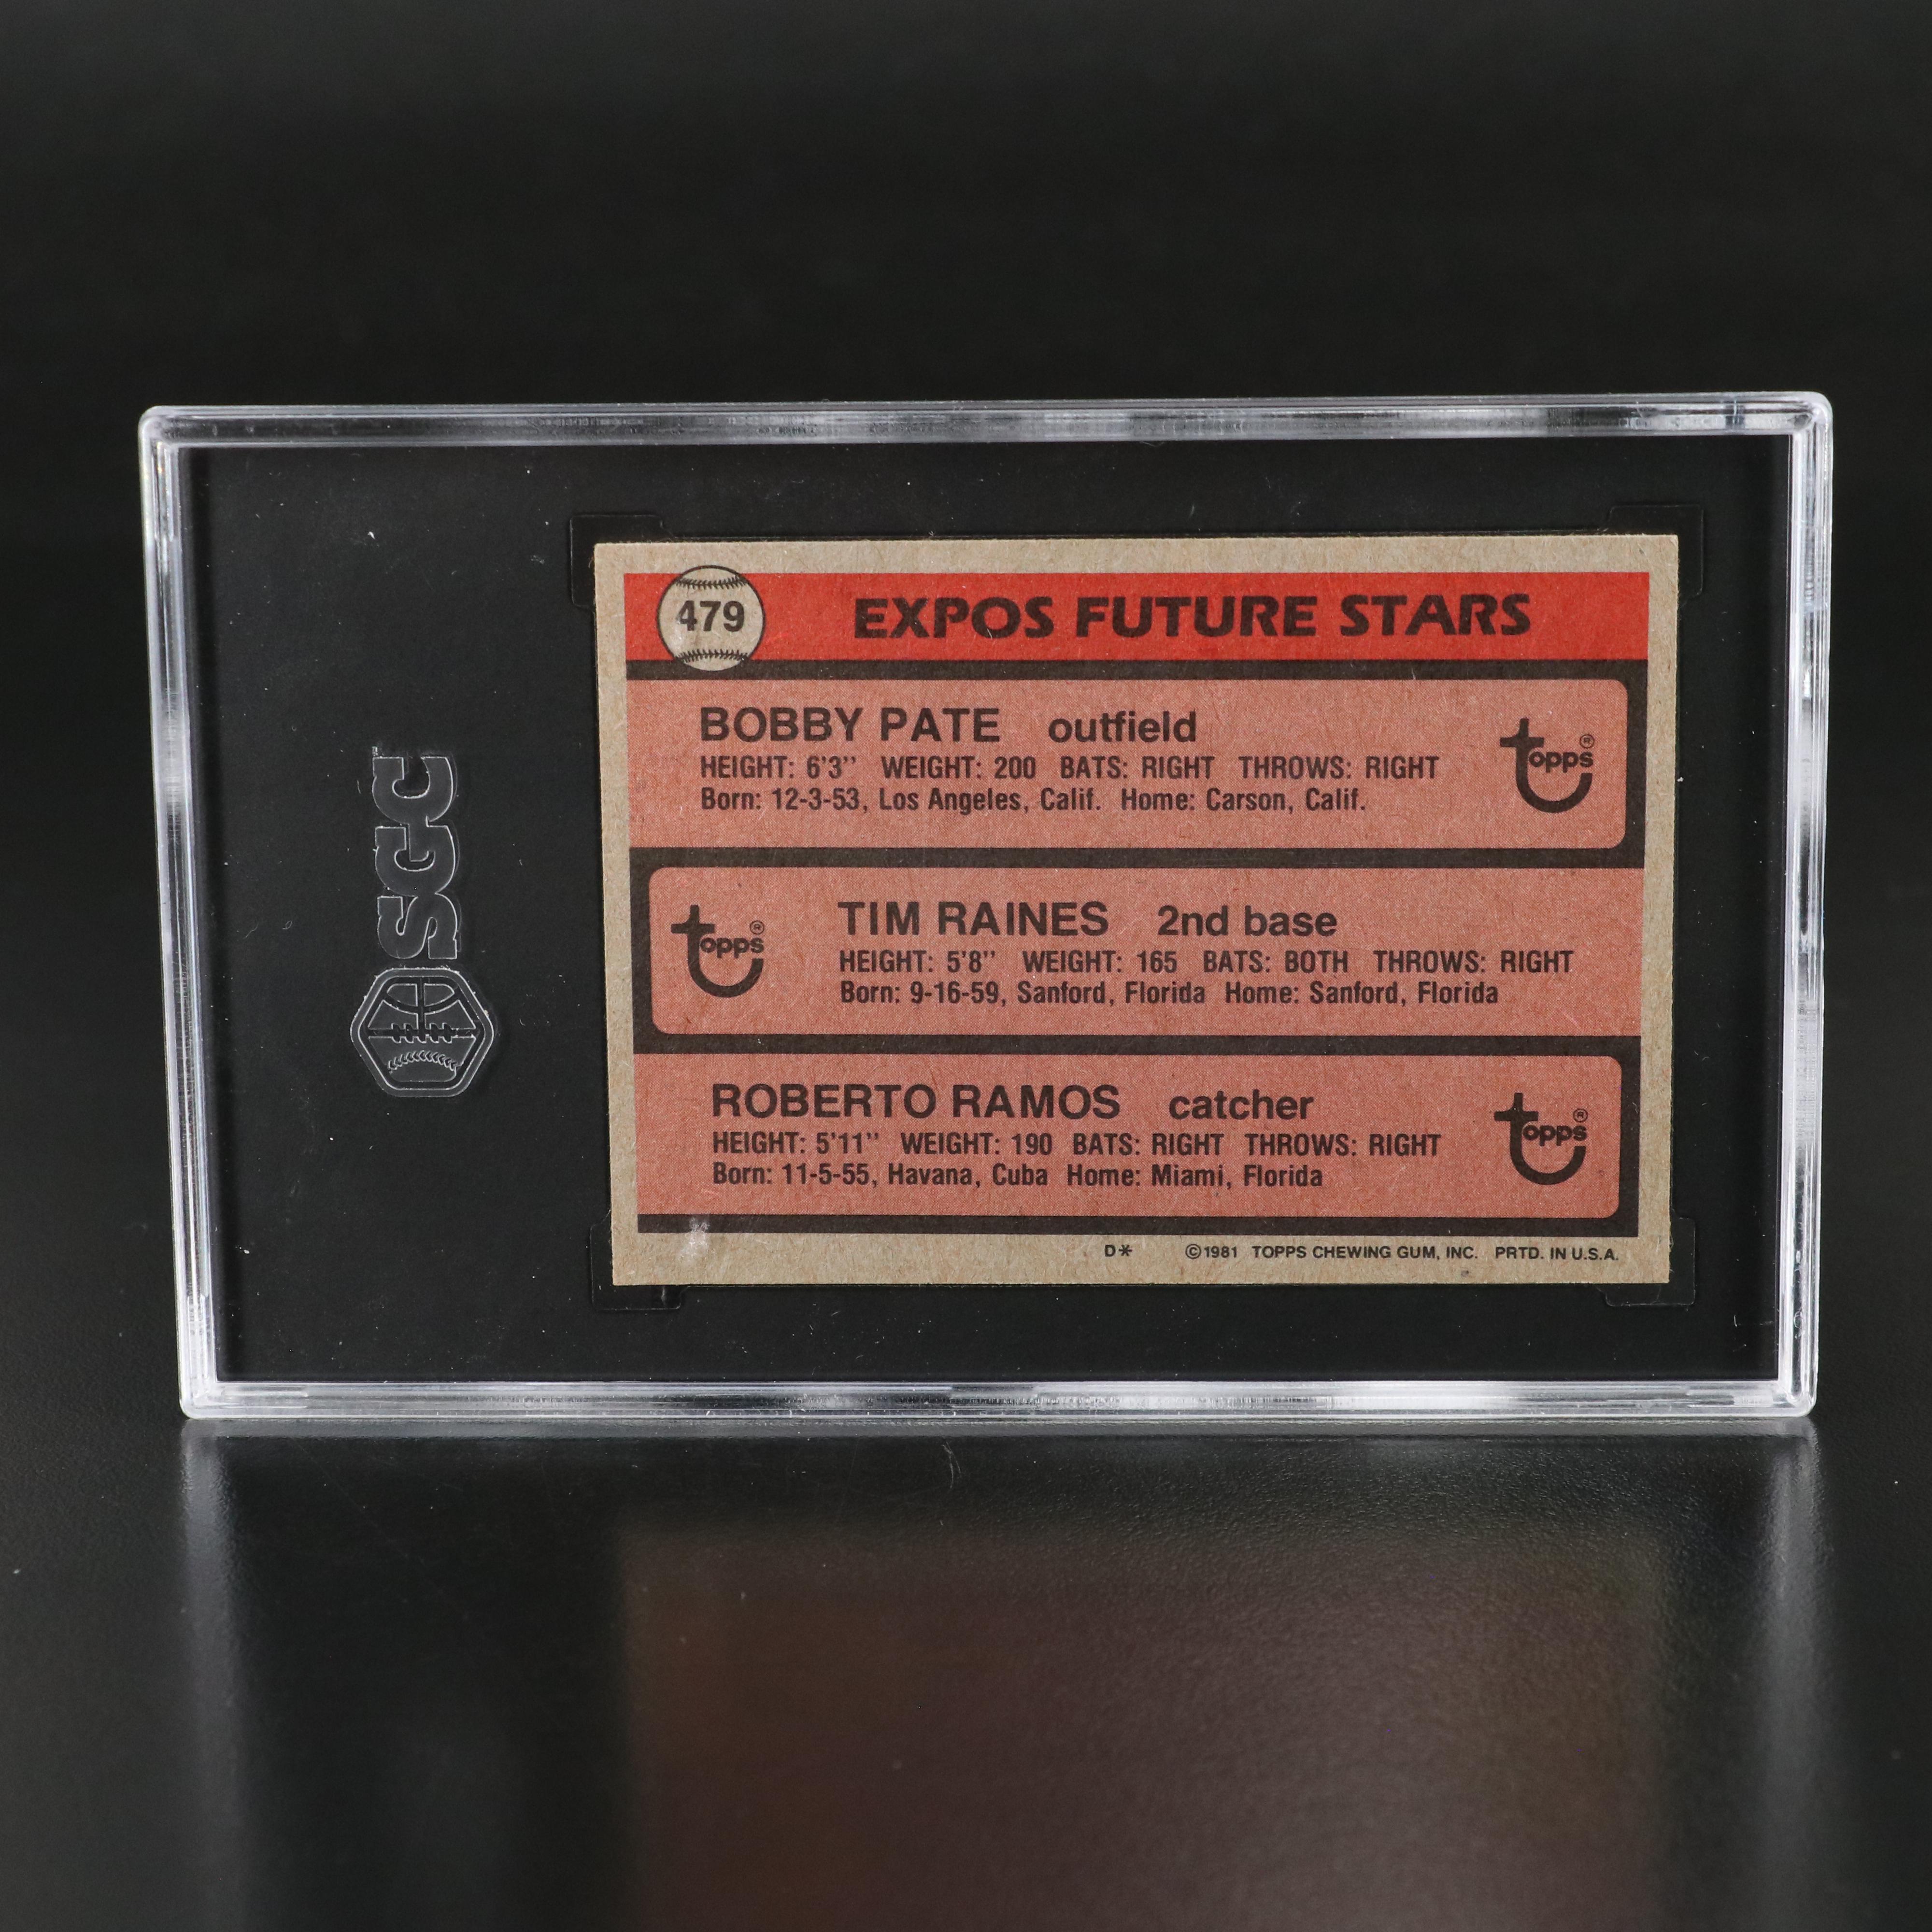 SGC
479
EXPOS FUTURE STARS
BOBBY PATE outfield
HEIGHT: 6'3" WEIGHT: 200 BATS: RIGHT THROWS: RIGHT
Born: 12-3-53, Los Angeles, Calif. Home: Carson, Calif.
topps®
topps®
TIM RAINES 2nd base
HEIGHT: 5'8" WEIGHT: 165 BATS: BOTH THROWS: RIGHT
Born: 9-16-59, Sanford, Florida Home: Sanford, Florida
ROBERTO RAMOS catcher
HEIGHT: 5'11" WEIGHT: 190 BATS: RIGHT THROWS: RIGHT
Born: 11-5-55, Havana, Cuba Home: Miami, Florida
topps®
D* ©1981 TOPPS CHEWING GUM, INC. PRTD. IN U.S.A.